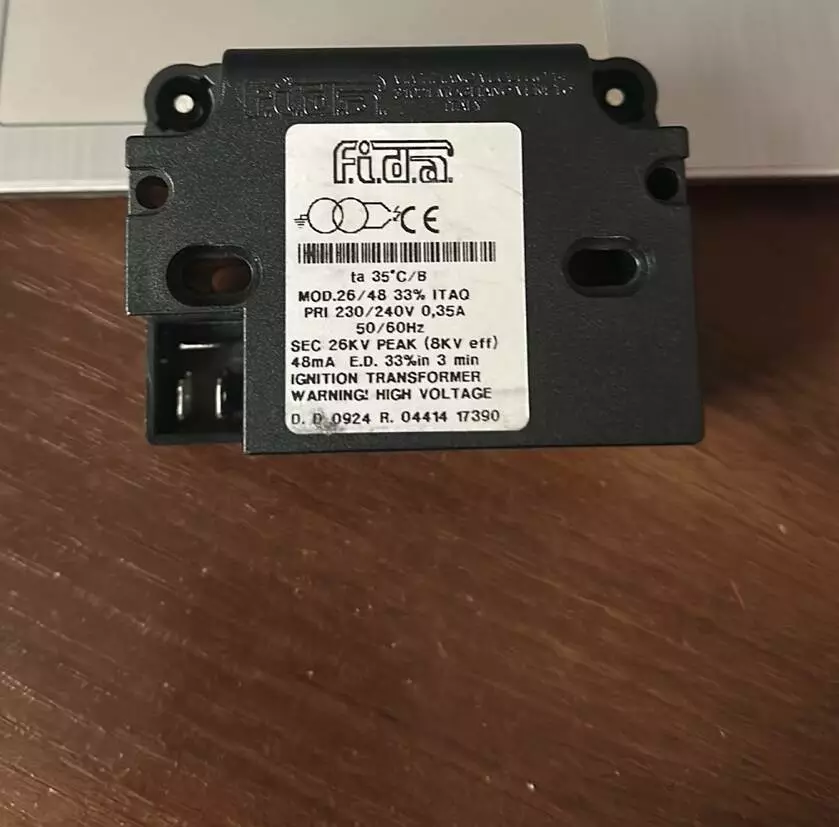 f.i.d.a.
ITALY
f.i.d.a.
CE
ta 35°C/B
MOD.26/48 33% ITAQ
PRI 230/240V 0,35A
50/60Hz
SEC 26KV PEAK (8KV eff)
48mA E.D. 33%in 3 min
IGNITION TRANSFORMER
WARNING! HIGH VOLTAGE
D. D 0924 R. 04414 17390